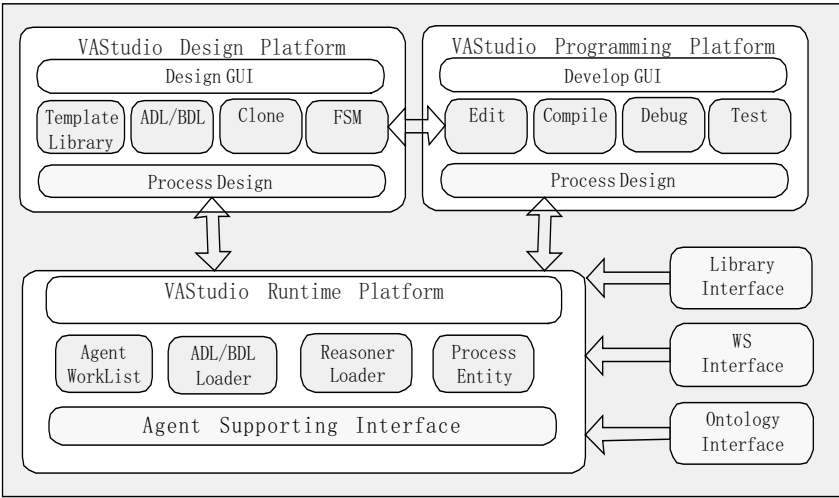 VAStudio Design Platform
Design GUI
Template
Library
ADL/BDL
Clone
FSM
Process Design
VAStudio Programming Platform
Develop GUI
Edit
Compile
Debug
Test
Process Design
VAStudio Runtime Platform
Agent
WorkList
ADL/BDL
Loader
Reasoner
Loader
Process
Entity
Agent Supporting Interface
Library
Interface
WS
Interface
Ontology
Interface